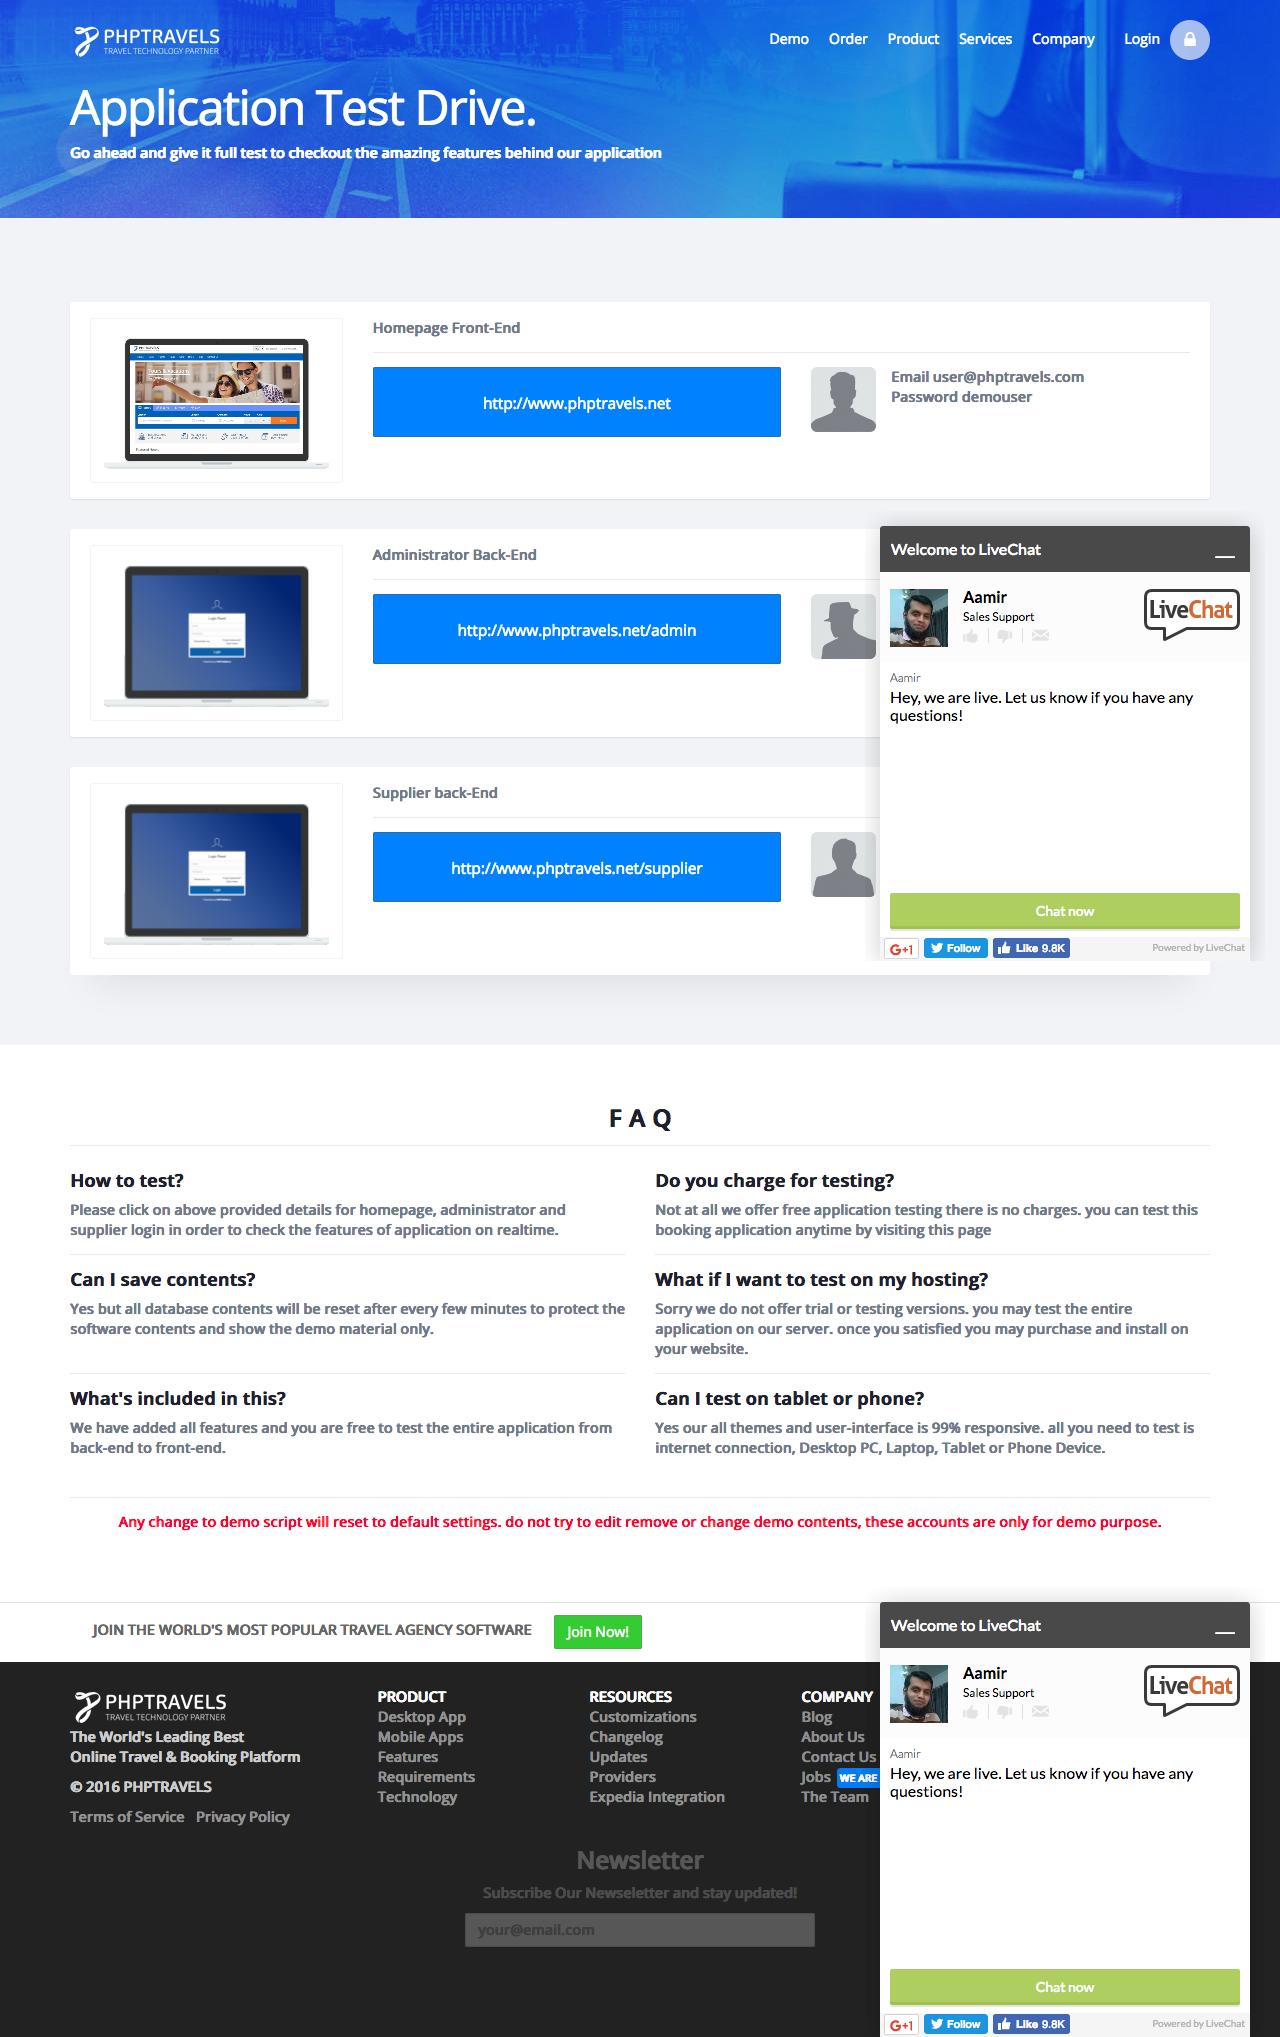 PHPTRAVELS
TRAVEL TECHNOLOGY PARTNER
Demo Order Product Services Company Login
Application Test Drive.
Go ahead and give it full test to checkout the amazing features behind our application
Homepage Front-End
http://www.phptravels.net
Email user@phptravels.com
Password demouser
Administrator Back-End
http://www.phptravels.net/admin
Supplier back-End
http://www.phptravels.net/supplier
Welcome to LiveChat
Aamir
Sales Support
LiveChat
Aamir
Hey, we are live. Let us know if you have any
questions!
Chat now
G+1 Follow Like 9.8K Powered by LiveChat
F A Q
How to test?
Please click on above provided details for homepage, administrator and
supplier login in order to check the features of application on realtime.
Do you charge for testing?
Not at all we offer free application testing there is no charges. you can test this
booking application anytime by visiting this page
Can I save contents?
Yes but all database contents will be reset after every few minutes to protect the
software contents and show the demo material only.
What if I want to test on my hosting?
Sorry we do not offer trial or testing versions. you may test the entire
application on our server. once you satisfied you may purchase and install on
your website.
What's included in this?
We have added all features and you are free to test the entire application from
back-end to front-end.
Can I test on tablet or phone?
Yes our all themes and user-interface is 99% responsive. all you need to test is
internet connection, Desktop PC, Laptop, Tablet or Phone Device.
Any change to demo script will reset to default settings. do not try to edit remove or change demo contents, these accounts are only for demo purpose.
JOIN THE WORLD'S MOST POPULAR TRAVEL AGENCY SOFTWARE Join Now!
PHPTRAVELS
TRAVEL TECHNOLOGY PARTNER
The World's Leading Best
Online Travel & Booking Platform
© 2016 PHPTRAVELS
Terms of Service Privacy Policy
PRODUCT
Desktop App
Mobile Apps
Features
Requirements
Technology
RESOURCES
Customizations
Changelog
Updates
Providers
Expedia Integration
COMPANY
Blog
About Us
Contact Us
Jobs WE ARE
The Team
Newsletter
Subscribe Our Newseletter and stay updated!
your@email.com
Welcome to LiveChat
Aamir
Sales Support
LiveChat
Aamir
Hey, we are live. Let us know if you have any
questions!
Chat now
G+1 Follow Like 9.8K Powered by LiveChat